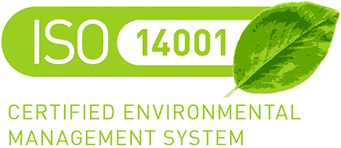 ISO 14001
CERTIFIED ENVIRONMENTAL
MANAGEMENT SYSTEM